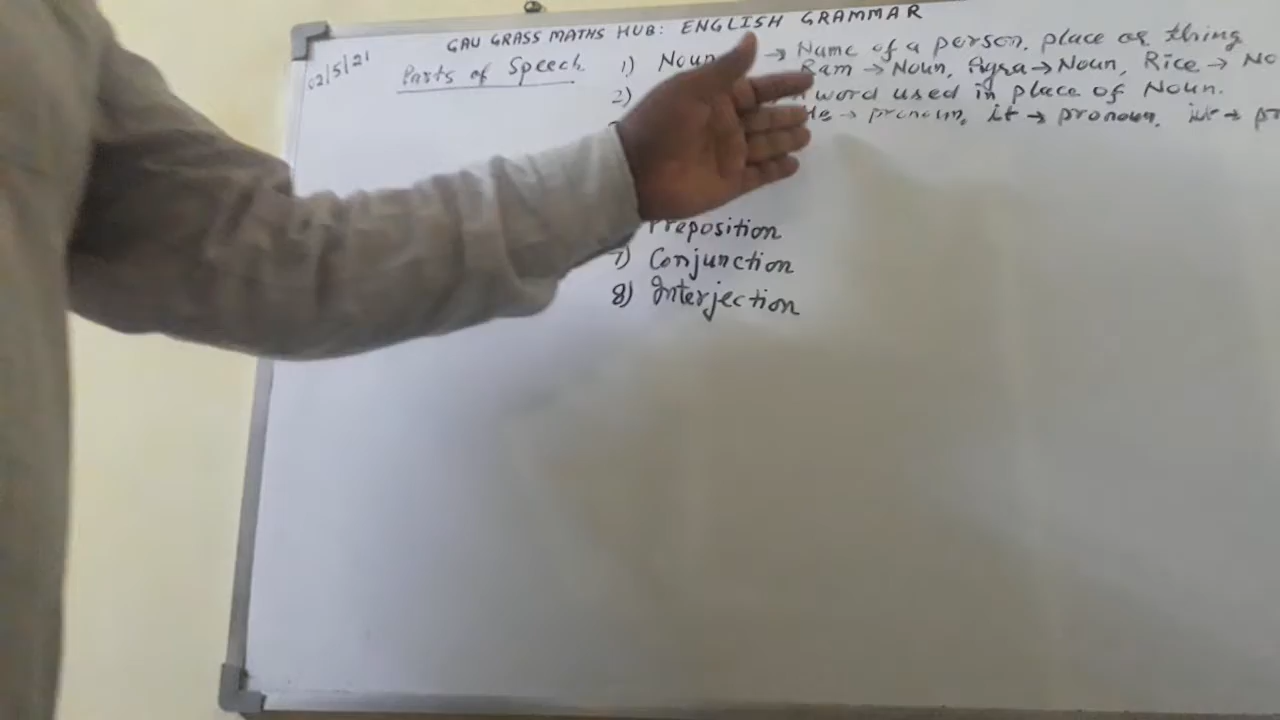 GAU GRASS MATHS HUB: ENGLISH GRAMMAR
02/5/21
Parts of Speech
1) Noun → Name of a person, place or thing
Ram → Noun, Agra → Noun, Rice → No
2) word used in place of Noun.
He → pronoun, it → pronoun,
Preposition
7) Conjunction
8) Interjection